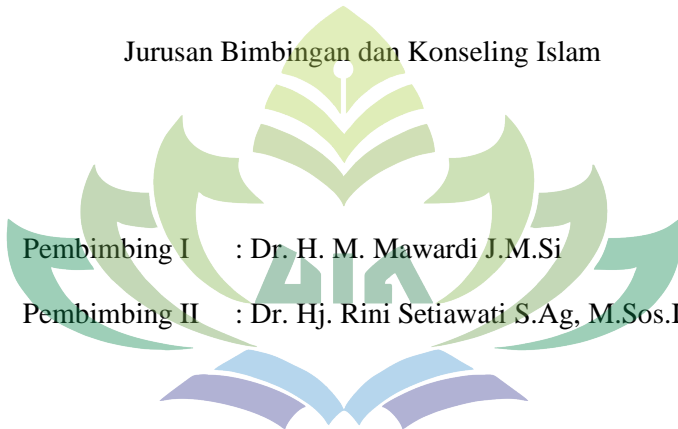 Jurusan Bimbingan dan Konseling Islam
Pembimbing I : Dr. H. M. Mawardi J.M.Si
Pembimbing II : Dr. Hj. Rini Setiawati S.Ag, M.Sos.I